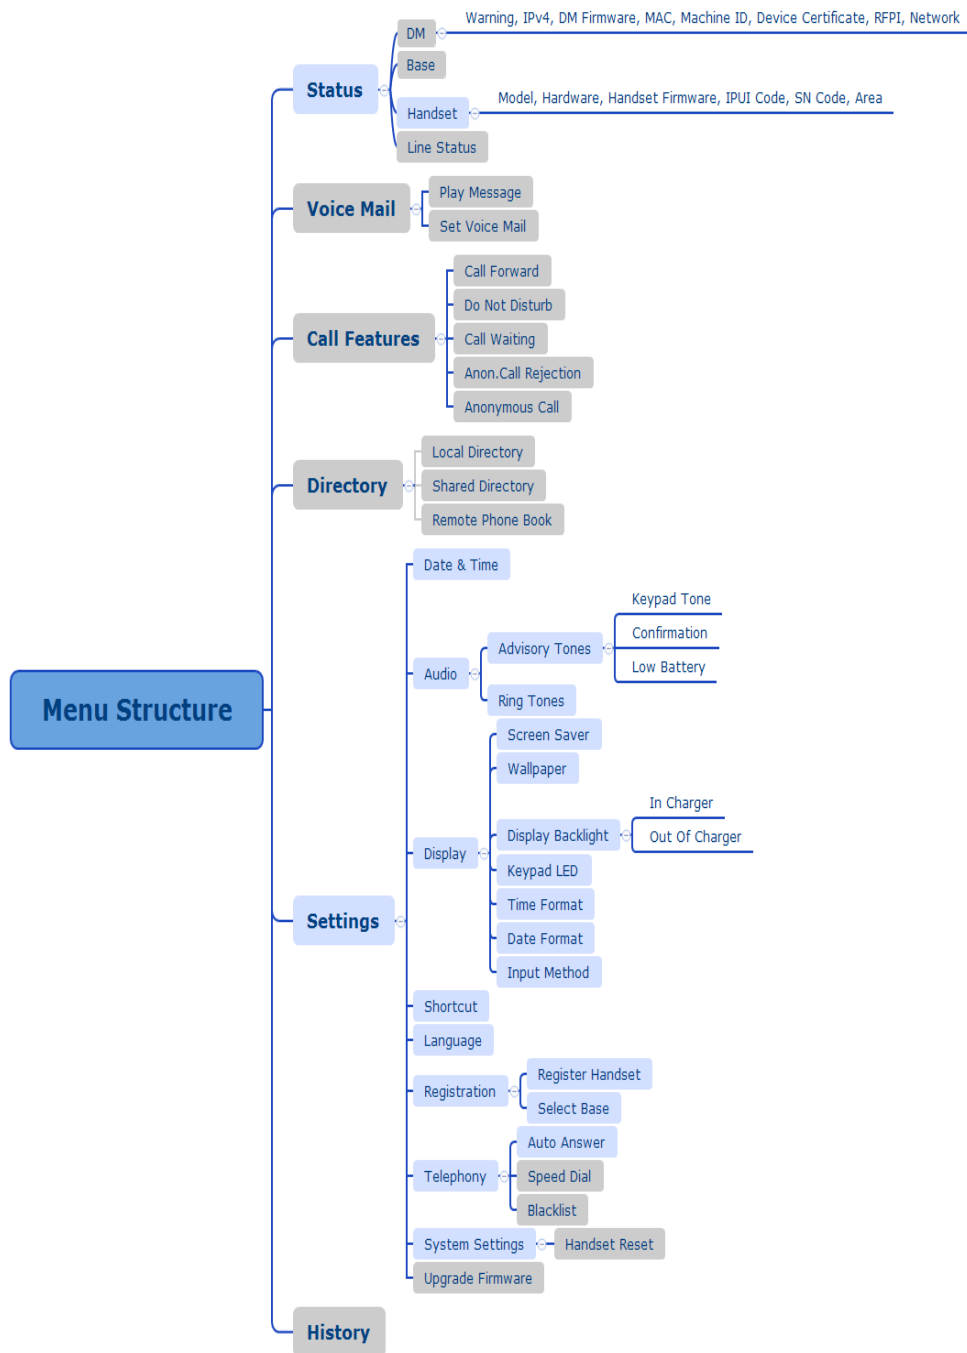 Menu Structure
Status
DM
Warning, IPv4, DM Firmware, MAC, Machine ID, Device Certificate, RFPI, Network
Base
Handset
Model, Hardware, Handset Firmware, IPUI Code, SN Code, Area
Line Status
Voice Mail
Play Message
Set Voice Mail
Call Features
Call Forward
Do Not Disturb
Call Waiting
Anon.Call Rejection
Anonymous Call
Directory
Local Directory
Shared Directory
Remote Phone Book
Settings
Date & Time
Audio
Advisory Tones
Keypad Tone
Confirmation
Low Battery
Ring Tones
Display
Screen Saver
Wallpaper
Display Backlight
In Charger
Out Of Charger
Keypad LED
Time Format
Date Format
Input Method
Shortcut
Language
Registration
Register Handset
Select Base
Telephony
Auto Answer
Speed Dial
Blacklist
System Settings
Handset Reset
Upgrade Firmware
History